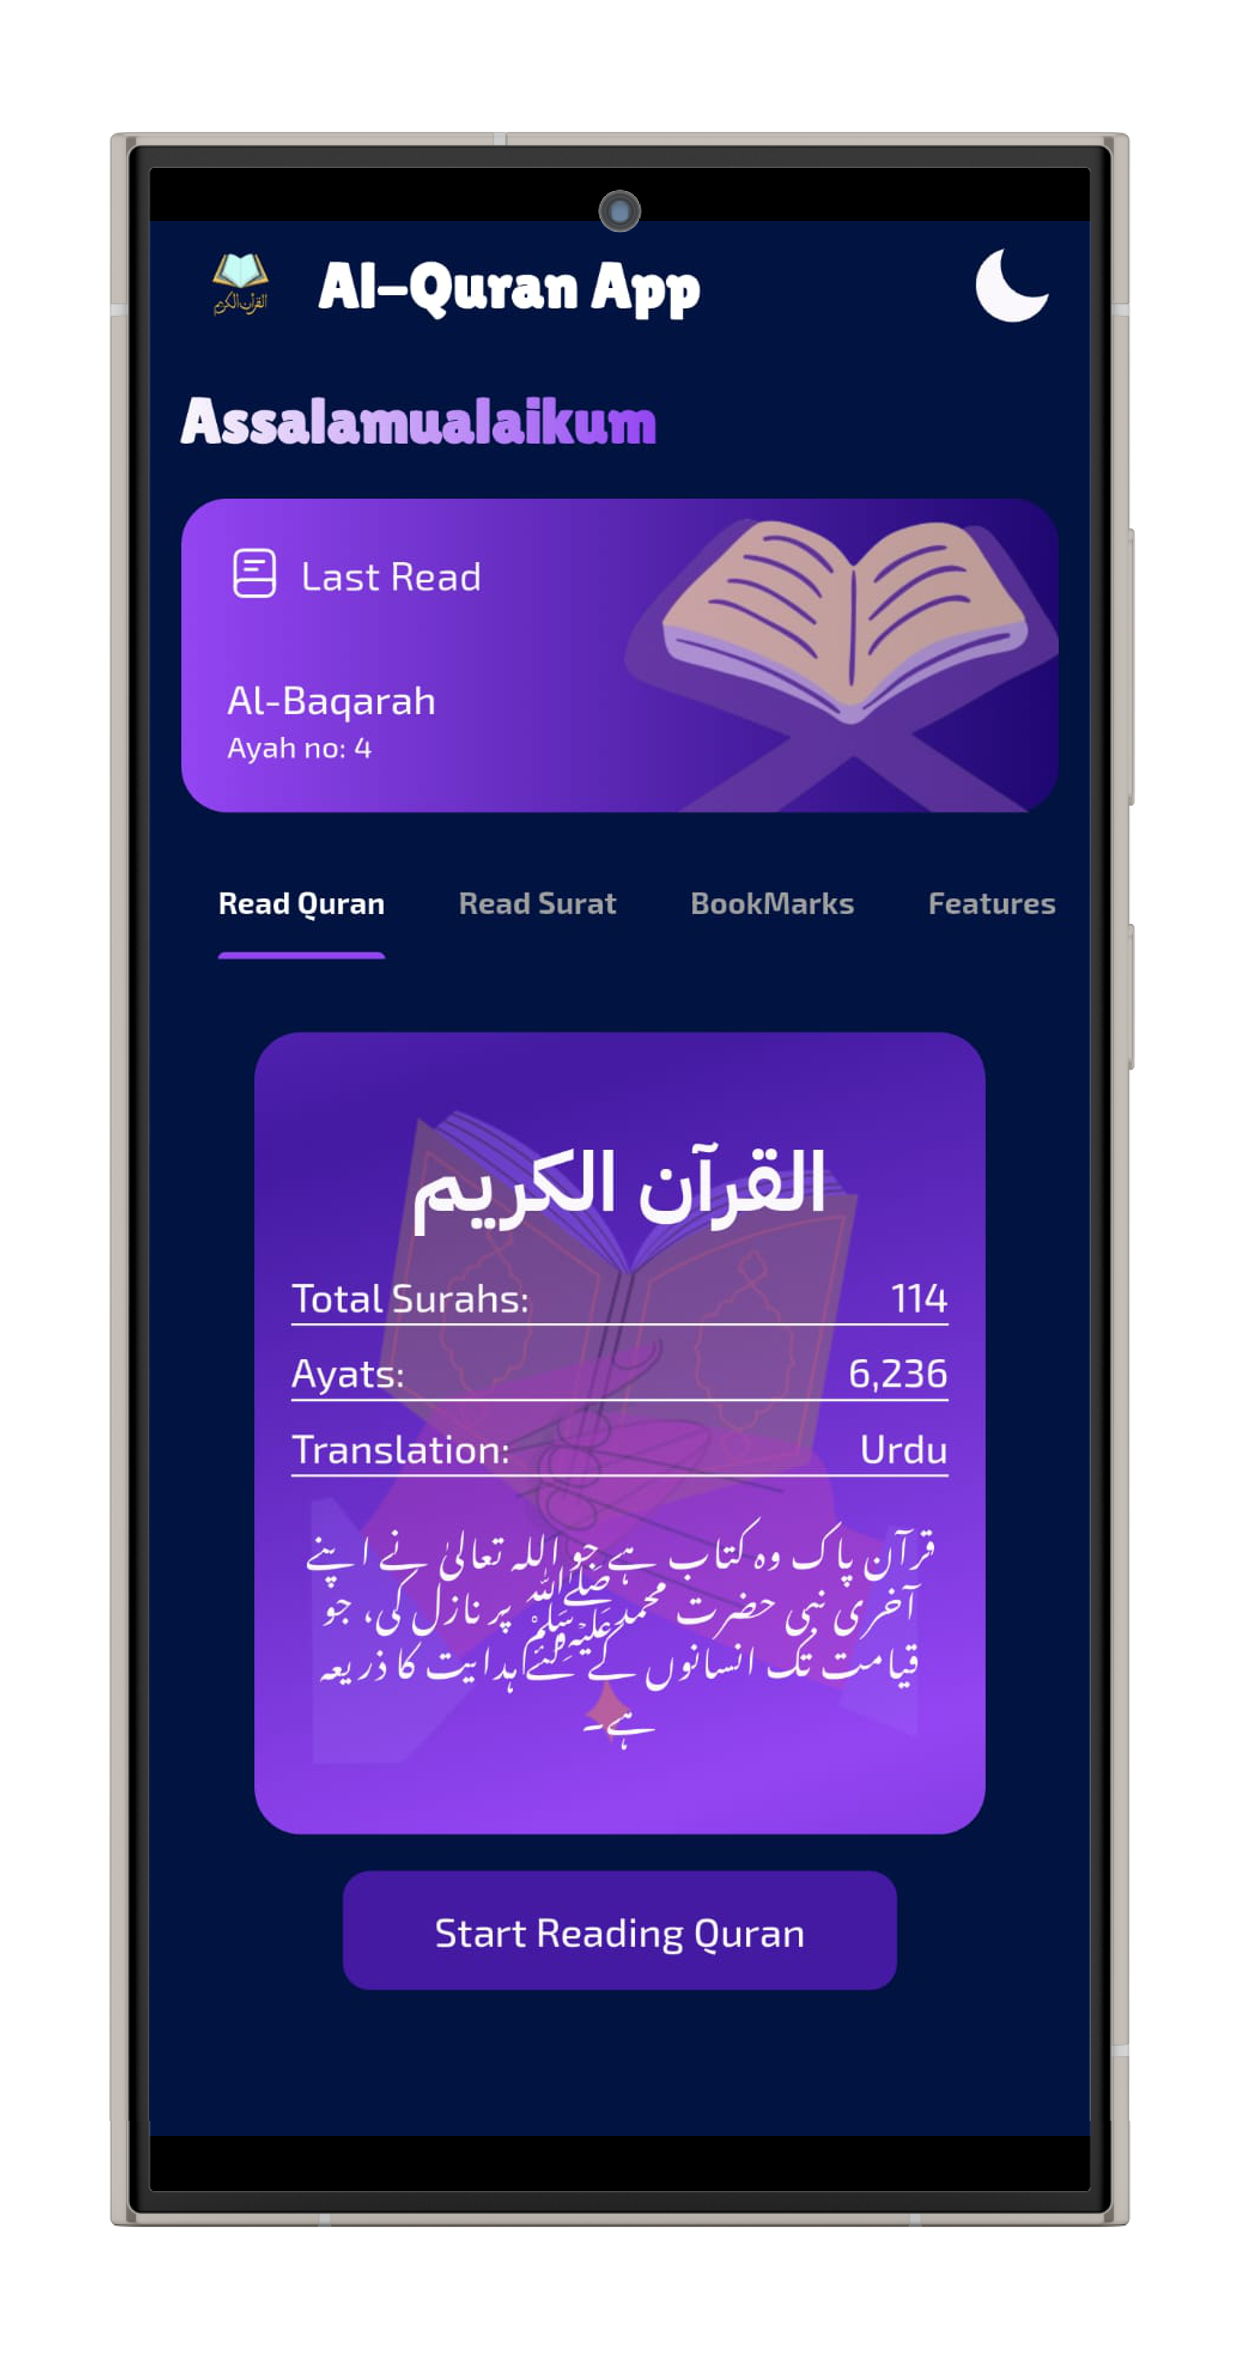 القرآن الكريم
Al-Quran App
Assalamualaikum
Last Read
Al-Baqarah
Ayah no: 4
Read Quran Read Surat BookMarks Features
القرآن الكريم
Total Surahs: 114
Ayats: 6,236
Translation: Urdu
قرآن پاک وہ کتاب ہے جو اللہ تعالیٰ نے اپنے
آخری نبی حضرت محمد ﷺ پر نازل کی، جو
قیامت تک انسانوں کے لئے ہدایت کا ذریعہ
ہے۔
Start Reading Quran